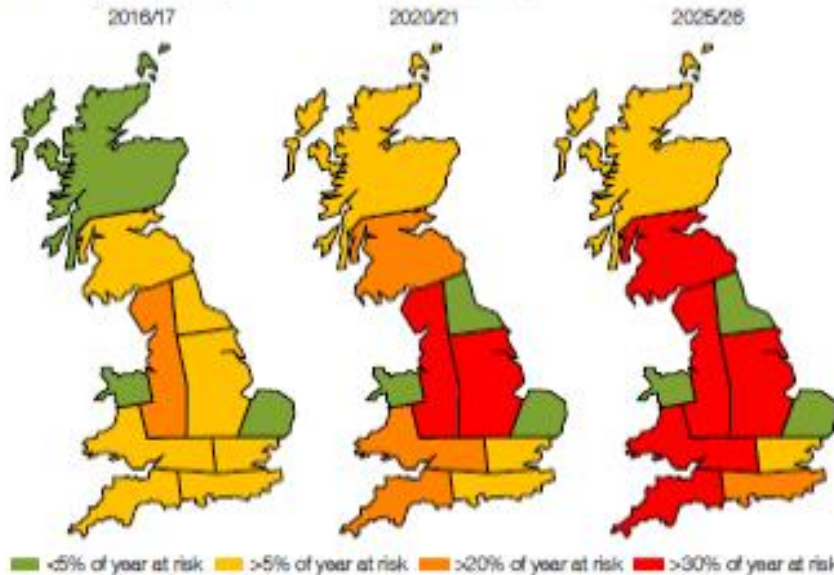 2016/17 2020/21 2025/26
<5% of year at risk >5% of year at risk >20% of year at risk >30% of year at risk